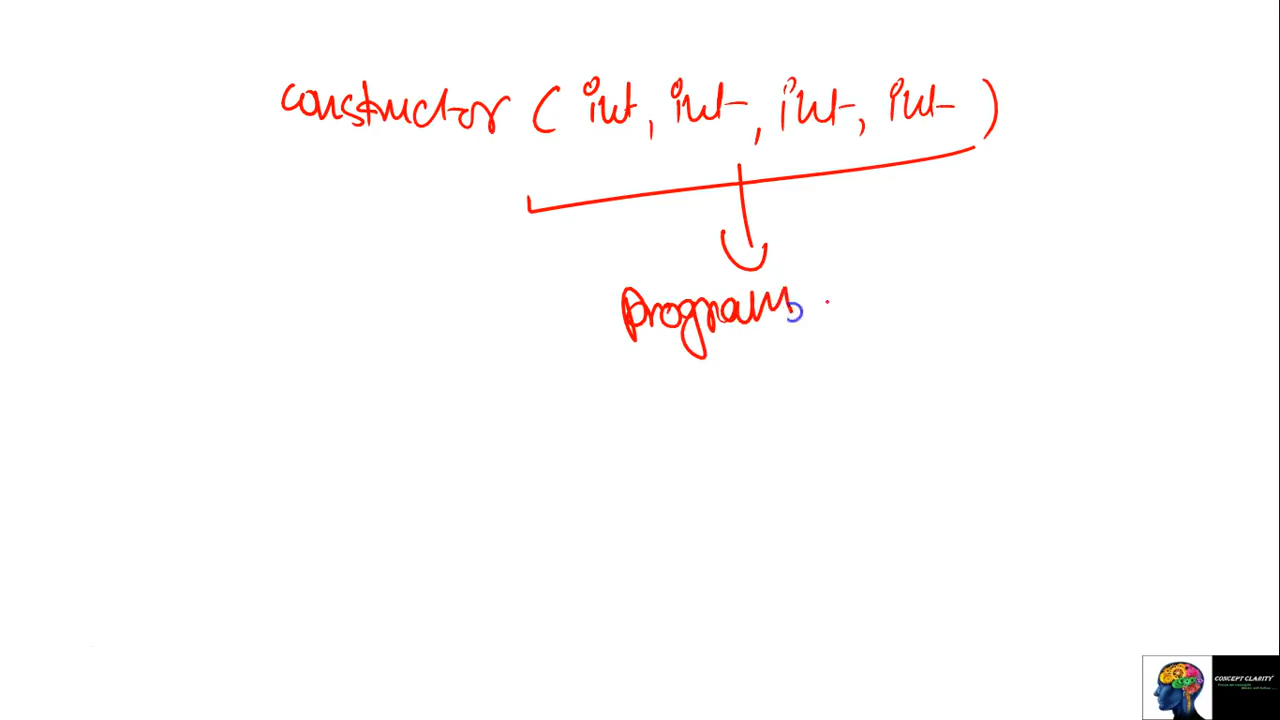 constructor ( int, int, int, int )
program
CONCEPT CLARITY